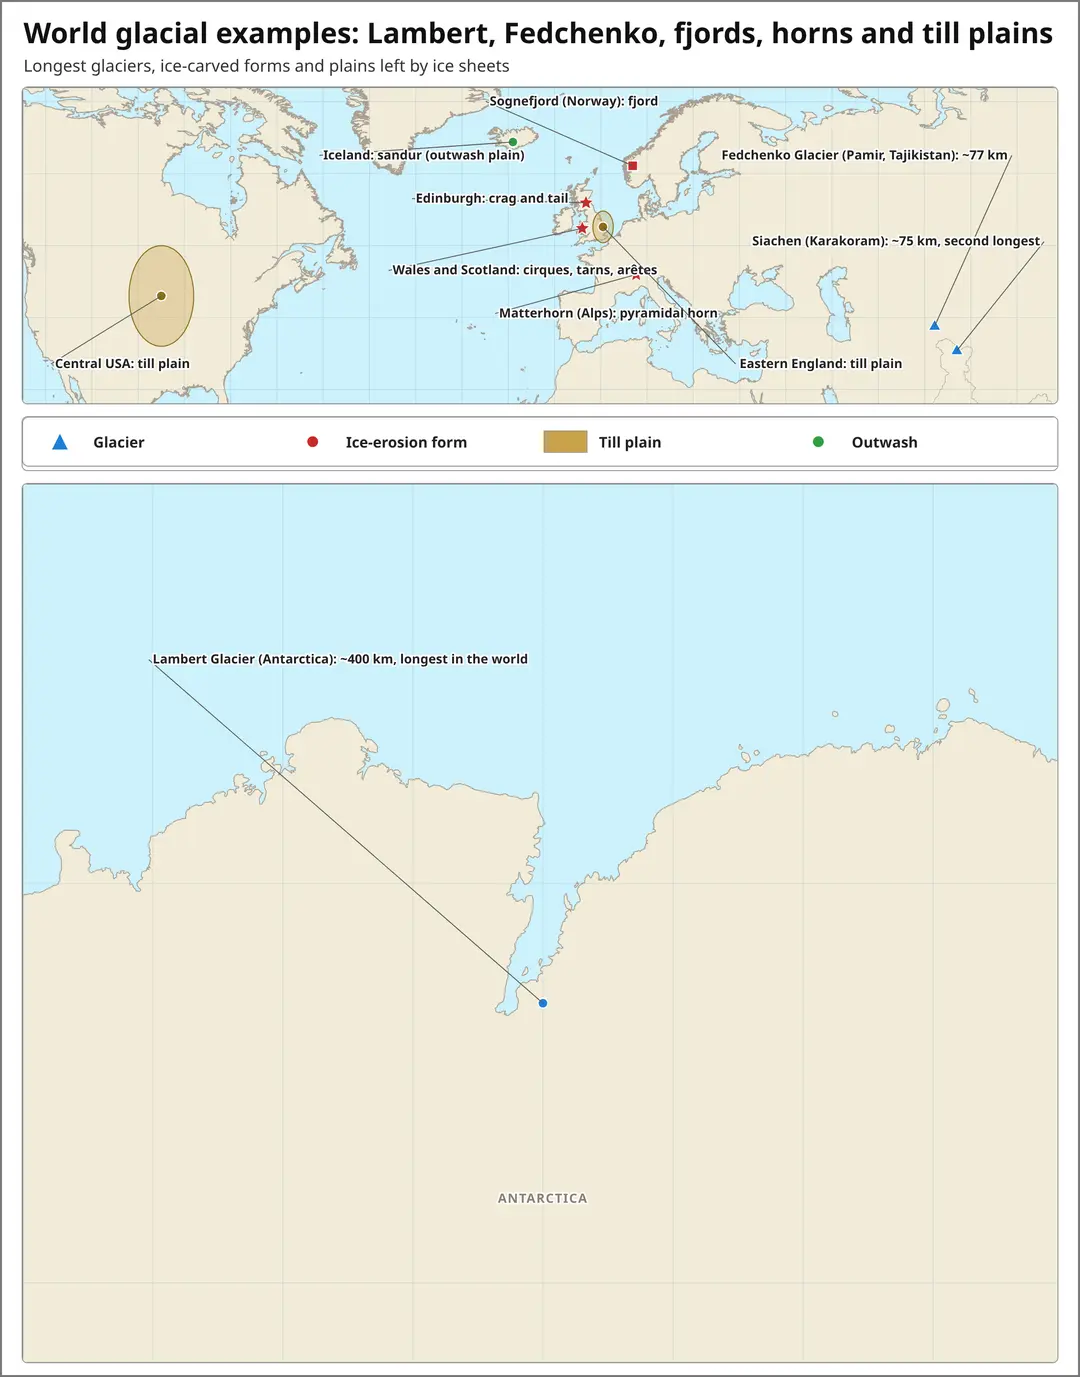 World glacial examples: Lambert, Fedchenko, fjords, horns and till plains
Longest glaciers, ice-carved forms and plains left by ice sheets
Sognefjord (Norway): fjord
Iceland: sandur (outwash plain)
Fedchenko Glacier (Pamir, Tajikistan): ~77 km
Edinburgh: crag and tail
Siachen (Karakoram): ~75 km, second longest
Wales and Scotland: cirques, tarns, arêtes
Matterhorn (Alps): pyramidal horn
Central USA: till plain
Eastern England: till plain
Glacier
Ice-erosion form
Till plain
Outwash
Lambert Glacier (Antarctica): ~400 km, longest in the world
ANTARCTICA